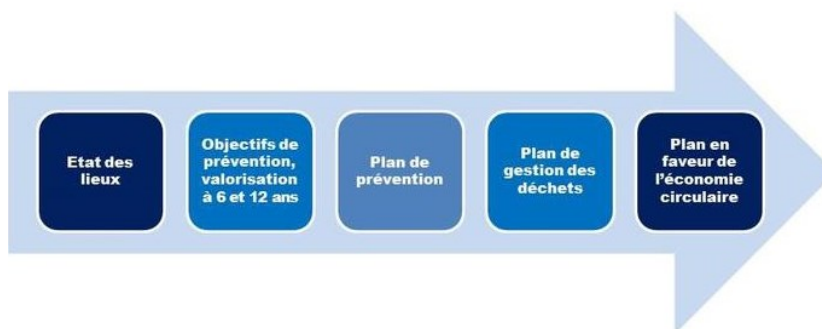 Etat des
lieux
Objectifs de
prévention,
valorisation
à 6 et 12 ans
Plan de
prévention
Plan de
gestion des
déchets
Plan en
faveur de
l'économie
circulaire